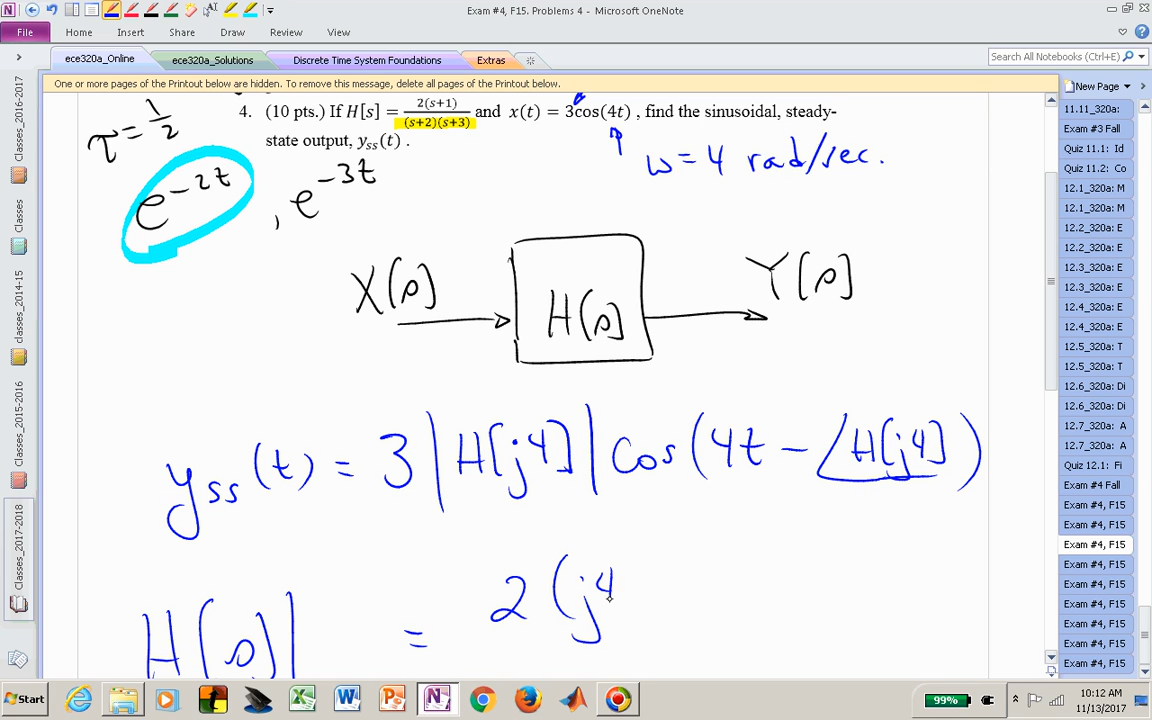 Exam #4, F15. Problems 4 - Microsoft OneNote
File Home Insert Share Draw Review View
ece320a_Online ece320a_Solutions Discrete Time System Foundations Extras
Search All Notebooks (Ctrl+E)
One or more pages of the Printout below are hidden. To remove this message, delete all pages of the Printout below.
New Page
Classes_2016-2017
Classes
Classes_2014-15
Classes_2015-2016
Classes_2017-2018
τ = 1/2
4. (10 pts.) If H[s] = 2(s+1)/(s+2)(s+3) and x(t) = 3cos(4t) , find the sinusoidal, steady-
state output, yss(t) .
ω = 4 rad/sec.
e^-2t , e^-3t
X[s] H[s] Y[s]
yss(t) = 3 |H[j4]| cos(4t - ∠H[j4])
H[s]| = 2(j4
11.11_320a:
Exam #3 Fall
Quiz 11.1: Id
Quiz 11.2: Co
12.1_320a: M
12.1_320a: M
12.2_320a: E
12.2_320a: E
12.3_320a: E
12.3_320a: E
12.4_320a: E
12.4_320a: E
12.5_320a: T
12.5_320a: T
12.6_320a: Di
12.6_320a: Di
12.7_320a: A
12.7_320a: A
Quiz 12.1: Fi
Exam #4 Fall
Exam #4, F15
Exam #4, F15
Exam #4, F15
Exam #4, F15
Exam #4, F15
Exam #4, F15
Exam #4, F15
Exam #4, F15
Exam #4, F15
Start
99%
10:12 AM
11/13/2017